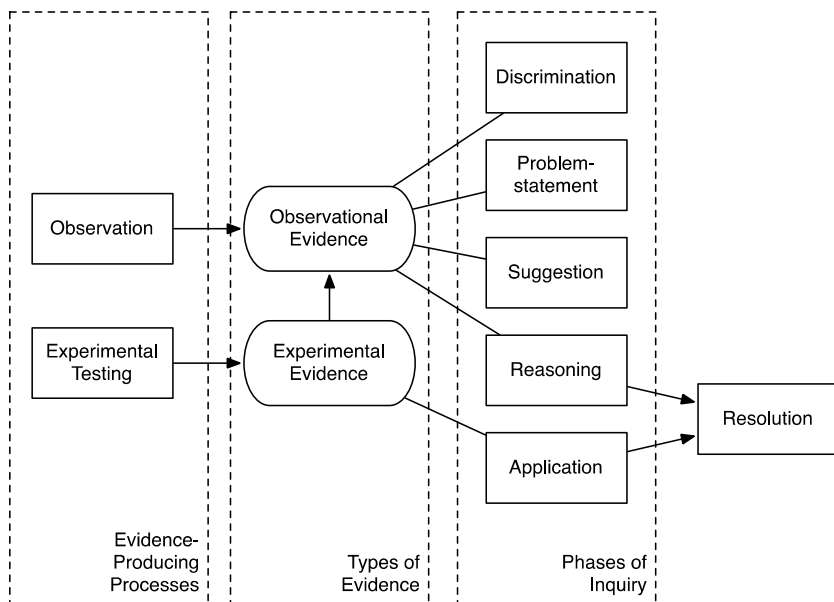 Discrimination
Problem-
statement
Observation
Observational
Evidence
Suggestion
Experimental
Testing
Experimental
Evidence
Reasoning
Resolution
Application
Evidence-
Producing
Processes
Types of
Evidence
Phases of
Inquiry